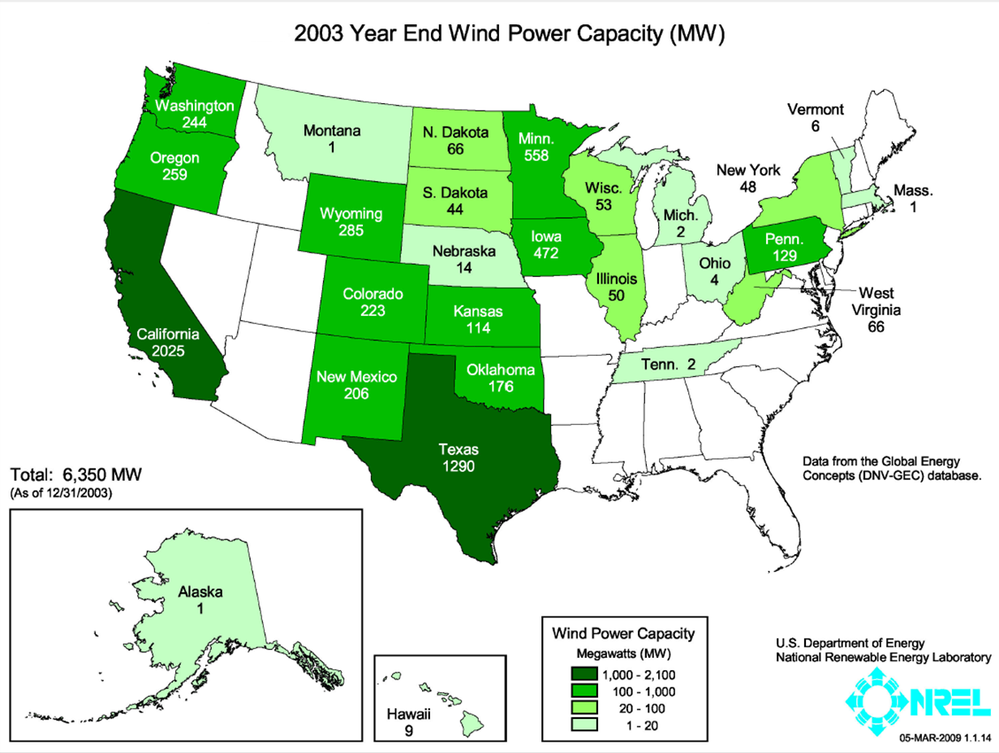 2003 Year End Wind Power Capacity (MW)
Washington
244
Oregon
259
California
2025
Montana
1
Wyoming
285
Colorado
223
New Mexico
206
N. Dakota
66
S. Dakota
44
Nebraska
14
Kansas
114
Oklahoma
176
Texas
1290
Minn.
558
Iowa
472
Wisc.
53
Illinois
50
Mich.
2
Ohio
4
Tenn. 2
Vermont
6
New York
48
Mass.
1
Penn.
129
West
Virginia
66
Data from the Global Energy
Concepts (DNV-GEC) database.
Total: 6,350 MW
(As of 12/31/2003)
Alaska
1
Hawaii
9
Wind Power Capacity
Megawatts (MW)
1,000 - 2,100
100 - 1,000
20 - 100
1 - 20
U.S. Department of Energy
National Renewable Energy Laboratory
NREL
05-MAR-2009 1.1.14